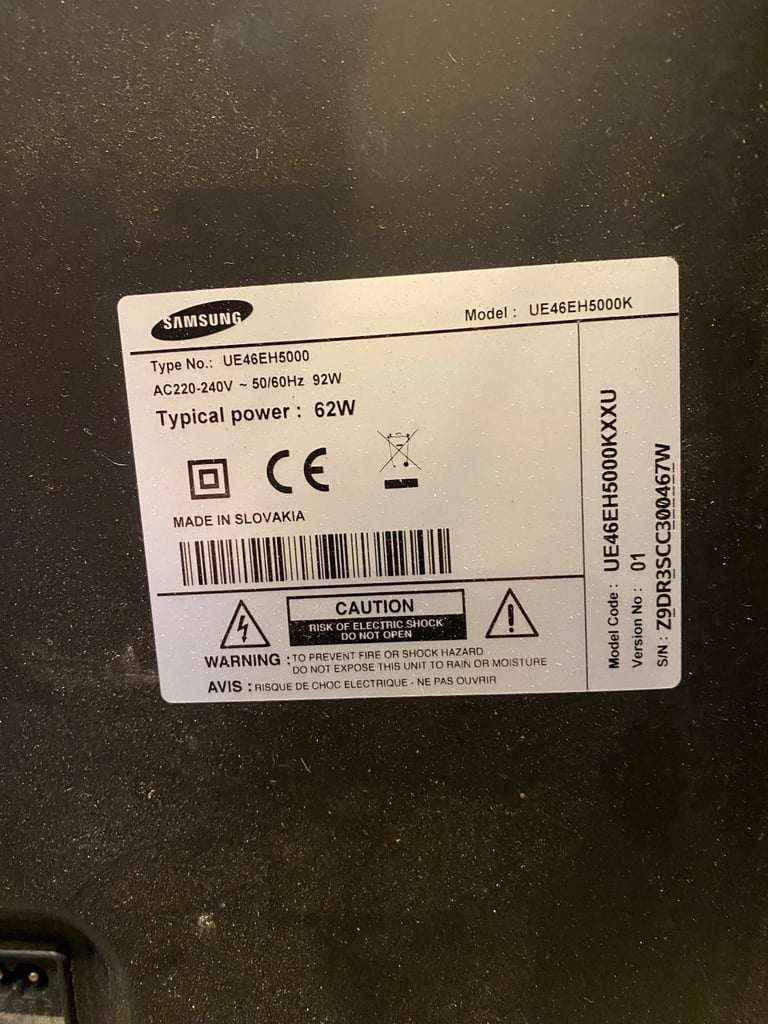 SAMSUNG
Model : UE46EH5000K
Type No.: UE46EH5000
AC220-240V ~ 50/60Hz 92W
Typical power : 62W
CE
MADE IN SLOVAKIA
CAUTION
RISK OF ELECTRIC SHOCK
DO NOT OPEN
WARNING : TO PREVENT FIRE OR SHOCK HAZARD
DO NOT EXPOSE THIS UNIT TO RAIN OR MOISTURE
AVIS : RISQUE DE CHOC ELECTRIQUE - NE PAS OUVRIR
Model Code : UE46EH5000KXXU
Version No : 01
S/N : Z9DR3SCC300467W